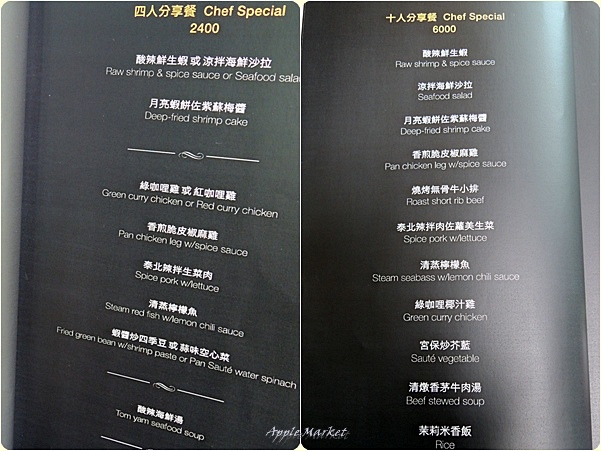 四人分享餐 Chef Special
2400
酸辣鮮生蝦 或 涼拌海鮮沙拉
Raw shrimp & spice sauce or Seafood salad
月亮蝦餅佐紫蘇梅醬
Deep-fried shrimp cake
綠咖哩雞 或 紅咖哩雞
Green curry chicken or Red curry chicken
香煎脆皮椒麻雞
Pan chicken leg w/spice sauce
泰北辣拌生菜肉
Spice pork w/lettuce
清蒸檸檬魚
Steam red fish w/lemon chili sauce
蝦醬炒四季豆 或 蒜味空心菜
Fried green bean w/shrimp paste or Pan Sauté water spinach
酸辣海鮮湯
Tom yam seafood soup
十人分享餐 Chef Special
6000
酸辣鮮生蝦
Raw shrimp & spice sauce
涼拌海鮮沙拉
Seafood salad
月亮蝦餅佐紫蘇梅醬
Deep-fried shrimp cake
香煎脆皮椒麻雞
Pan chicken leg w/spice sauce
燒烤無骨牛小排
Roast short rib beef
泰北辣拌肉佐蘿美生菜
Spice pork w/lettuce
清蒸檸檬魚
Steam seabass w/lemon chili sauce
綠咖哩椰汁雞
Green curry chicken
宮保炒芥藍
Sauté vegetable
清燉香茅牛肉湯
Beef stewed soup
茉莉米香飯
Rice
Apple Market